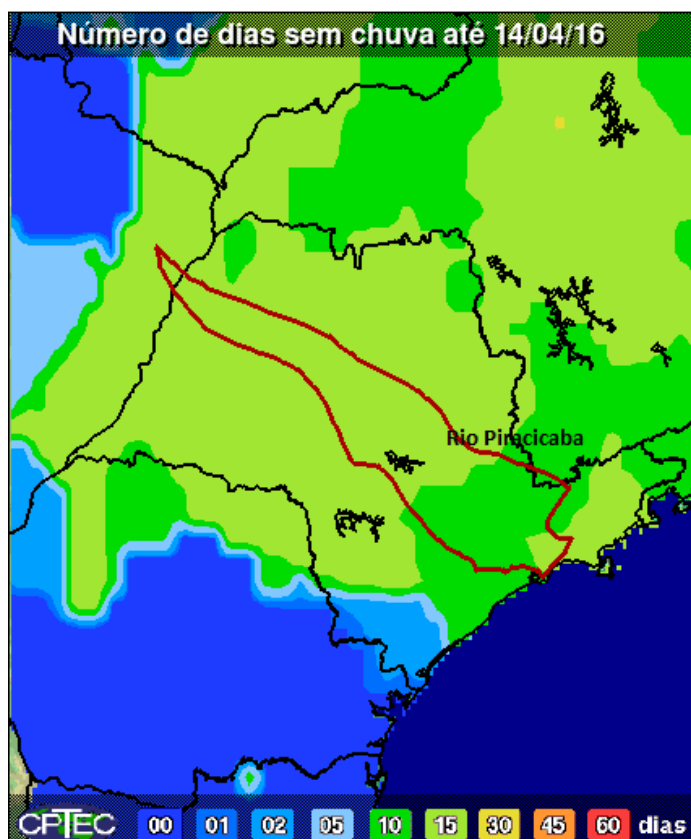 Número de dias sem chuva até 14/04/16
Rio Piracicaba
CPTEC 00 01 02 05 10 15 30 45 60 dias